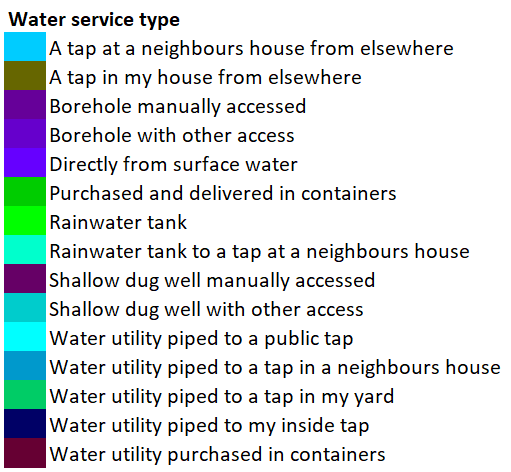 Water service type
A tap at a neighbours house from elsewhere
A tap in my house from elsewhere
Borehole manually accessed
Borehole with other access
Directly from surface water
Purchased and delivered in containers
Rainwater tank
Rainwater tank to a tap at a neighbours house
Shallow dug well manually accessed
Shallow dug well with other access
Water utility piped to a public tap
Water utility piped to a tap in a neighbours house
Water utility piped to a tap in my yard
Water utility piped to my inside tap
Water utility purchased in containers